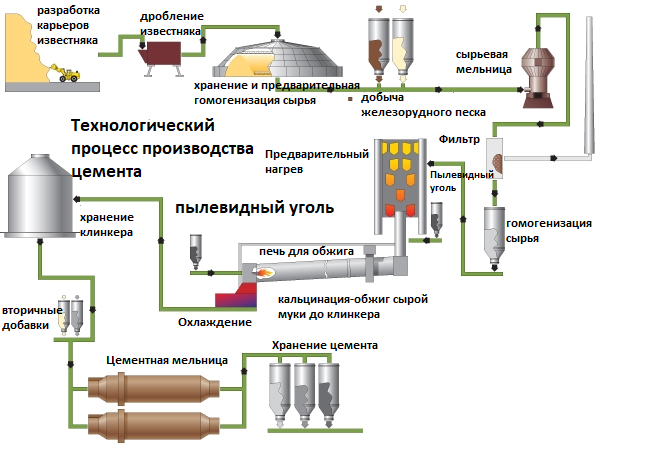 разработка
карьеров
известняка
дробление
известняка
хранение и предварительная
гомогенизация сырья
добыча
железорудного песка
сырьевая
мельница
Технологический
процесс производства
цемента
Предварительный
нагрев
Фильтр
Пылевидный
уголь
гомогенизация
сырья
хранение
клинкера
пылевидный уголь
печь для обжига
кальцинация-обжиг сырой
муки до клинкера
Охлаждение
вторичные
добавки
Цементная мельница
Хранение цемента